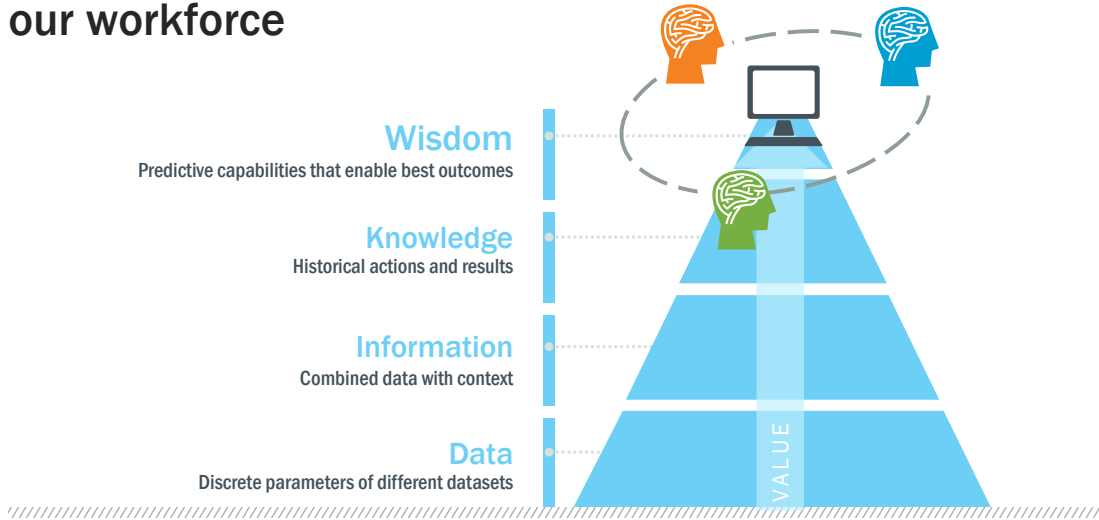 our workforce
Wisdom
Predictive capabilities that enable best outcomes
Knowledge
Historical actions and results
Information
Combined data with context
Data
Discrete parameters of different datasets
VALUE